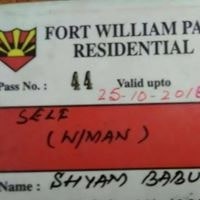 FORT WILLIAM PA
RESIDENTIAL
Pass No. : 44 Valid upto
25-10-2018
SELF
(W/MAN)
Name : SHYAM BABU